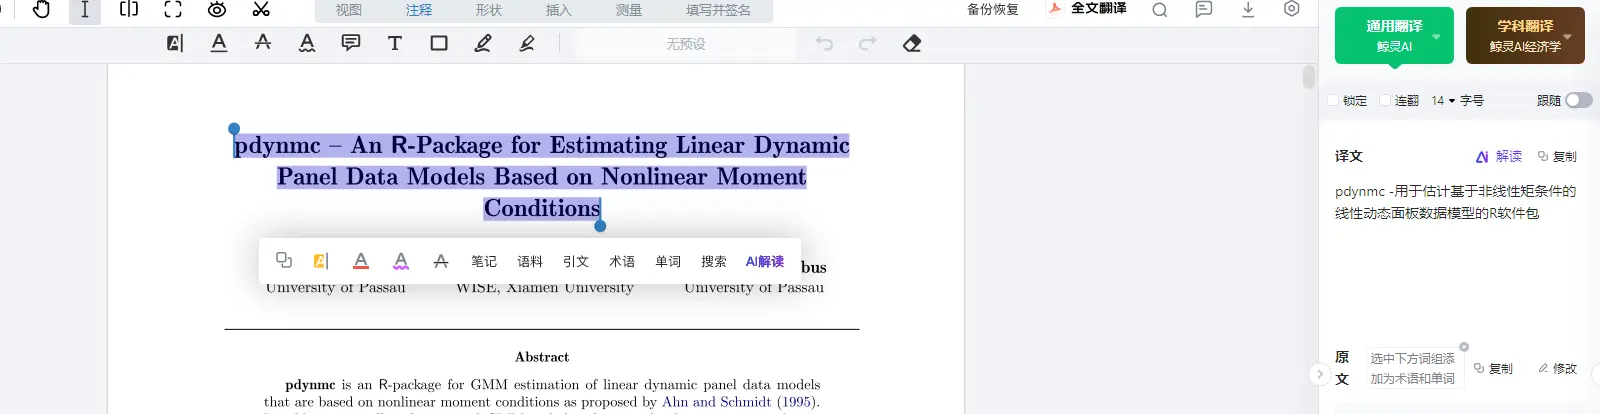 视图 注释 形状 插入 测量 填写并签名
备份恢复 全文翻译
无预设
pdynmc – An R-Package for Estimating Linear Dynamic
Panel Data Models Based on Nonlinear Moment
Conditions
笔记 语料 引文 术语 单词 搜索 AI解读
bus
University of Passau WISE, Xiamen University University of Passau
Abstract
pdynmc is an R-package for GMM estimation of linear dynamic panel data models
that are based on nonlinear moment conditions as proposed by Ahn and Schmidt (1995).
通用翻译
鲸灵AI
学科翻译
鲸灵AI经济学
锁定 连翻 14 字号 跟随
译文 Ai 解读 复制
pdynmc -用于估计基于非线性矩条件的
线性动态面板数据模型的R软件包
原文 选中下方词组添
加为术语和单词 复制 修改